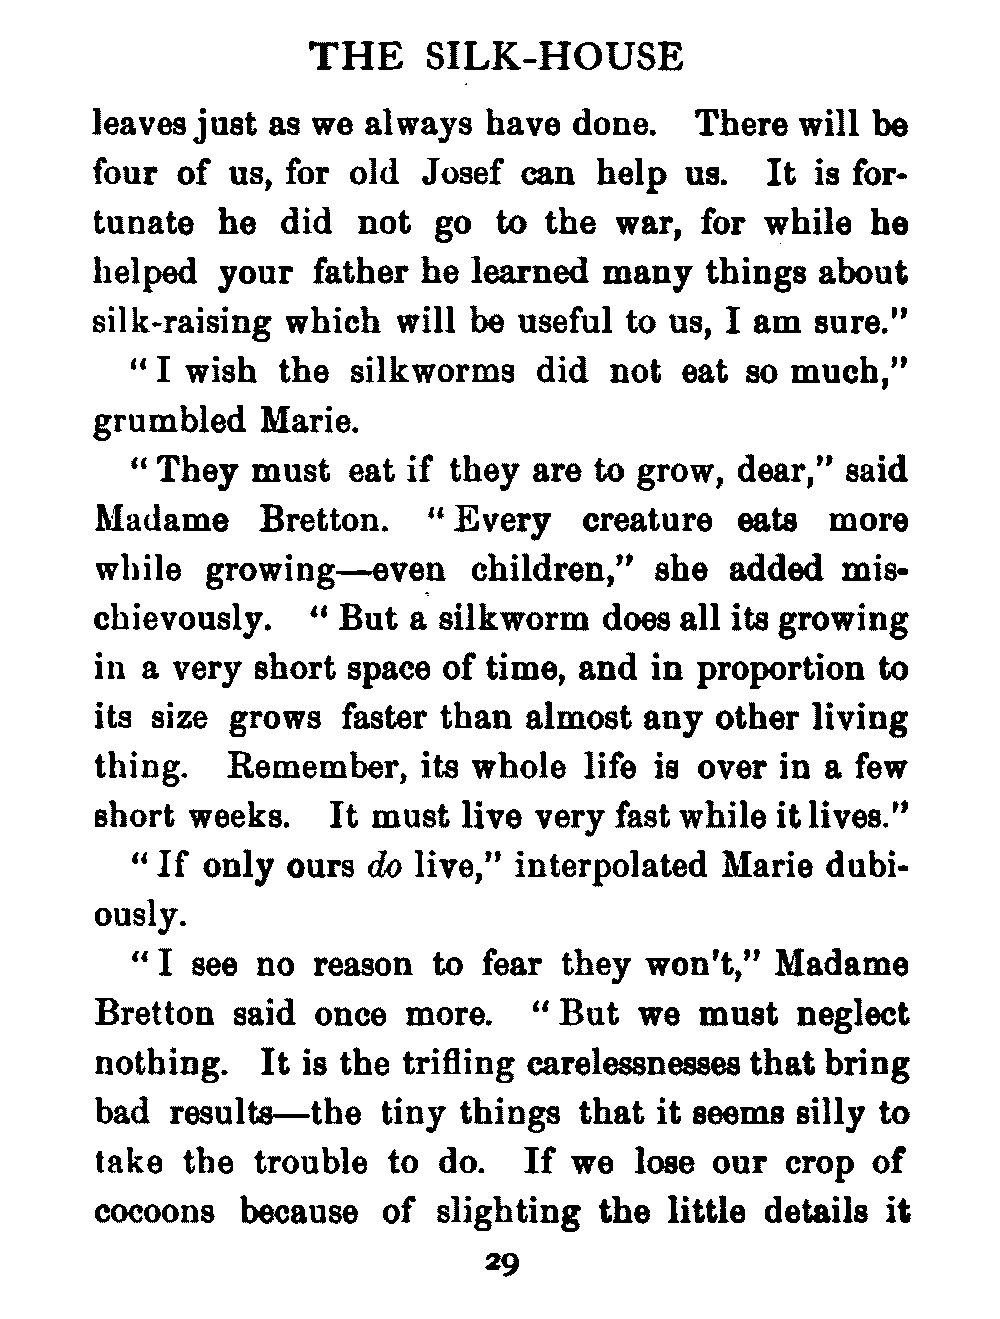 THE SILK-HOUSE
leaves just as we always have done. There will be
four of us, for old Josef can help us. It is for-
tunate he did not go to the war, for while he
helped your father he learned many things about
silk-raising which will be useful to us, I am sure."
"I wish the silkworms did not eat so much,"
grumbled Marie.
"They must eat if they are to grow, dear," said
Madame Bretton. "Every creature eats more
while growing—even children," she added mis-
chievously. "But a silkworm does all its growing
in a very short space of time, and in proportion to
its size grows faster than almost any other living
thing. Remember, its whole life is over in a few
short weeks. It must live very fast while it lives."
"If only ours do live," interpolated Marie dubi-
ously.
"I see no reason to fear they won't," Madame
Bretton said once more. "But we must neglect
nothing. It is the trifling carelessnesses that bring
bad results—the tiny things that it seems silly to
take the trouble to do. If we lose our crop of
cocoons because of slighting the little details it
29